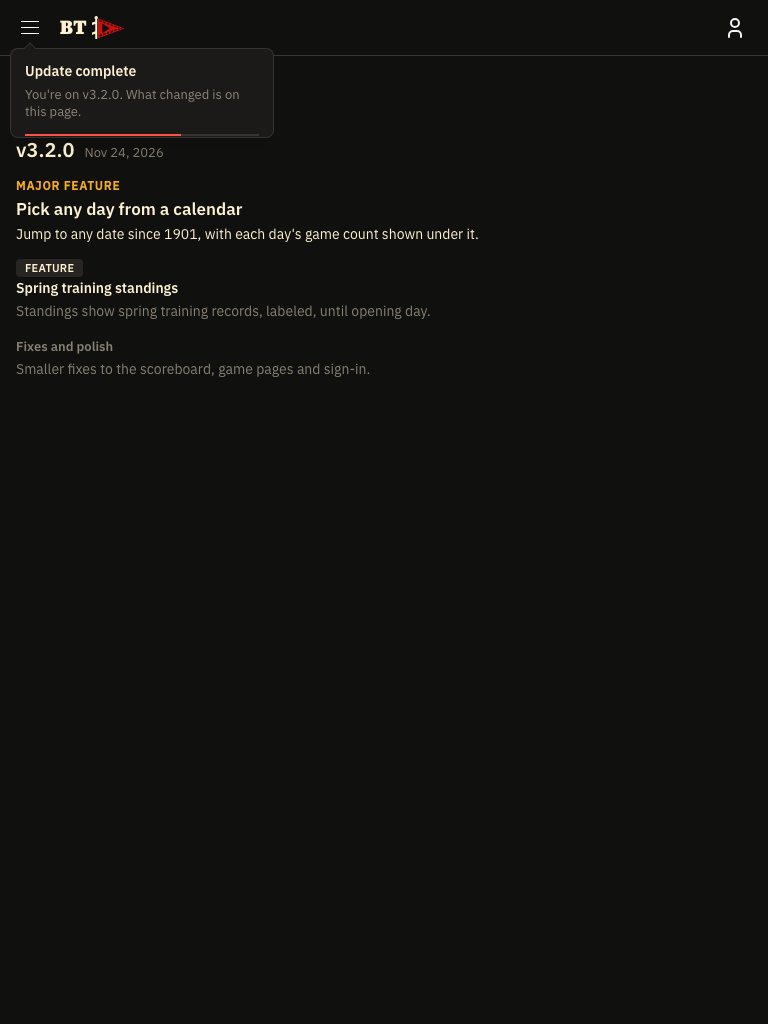 BT
Update complete
You're on v3.2.0. What changed is on
this page.
v3.2.0 Nov 24, 2026
MAJOR FEATURE
Pick any day from a calendar
Jump to any date since 1901, with each day's game count shown under it.
FEATURE
Spring training standings
Standings show spring training records, labeled, until opening day.
Fixes and polish
Smaller fixes to the scoreboard, game pages and sign-in.